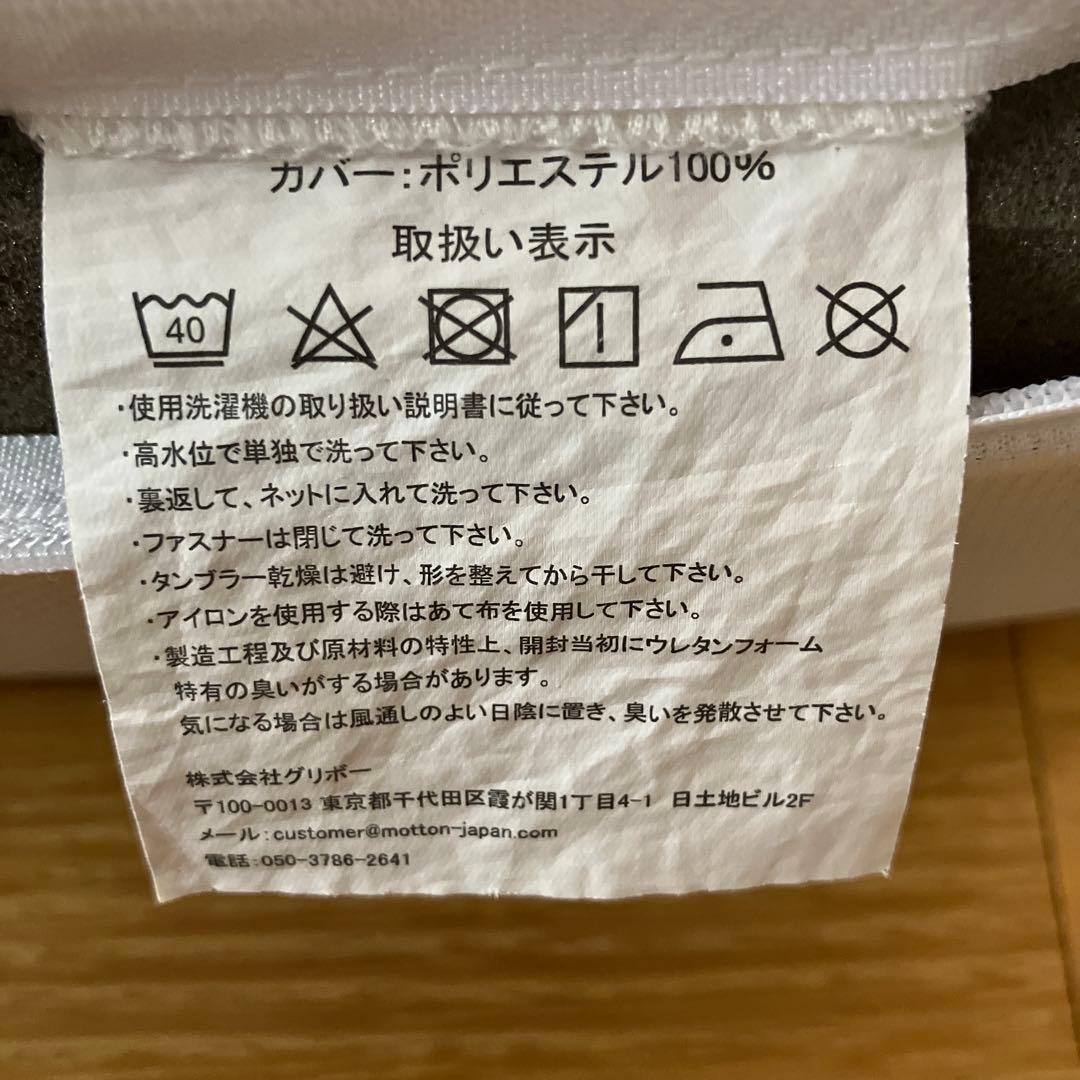 カバー:ポリエステル100%
取扱い表示
40
・使用洗濯機の取り扱い説明書に従って下さい。
・高水位で単独で洗って下さい。
・裏返して、ネットに入れて洗って下さい。
・ファスナーは閉じて洗って下さい。
・タンブラー乾燥は避け、形を整えてから干して下さい。
・アイロンを使用する際はあて布を使用して下さい。
・製造工程及び原材料の特性上、開封当初にウレタンフォーム
特有の臭いがする場合があります。
気になる場合は風通しのよい日陰に置き、臭いを発散させて下さい。
株式会社グリボー
〒100-0013 東京都千代田区霞が関1丁目4-1 日土地ビル2F
メール:customer@motton-japan.com
電話:050-3786-2641